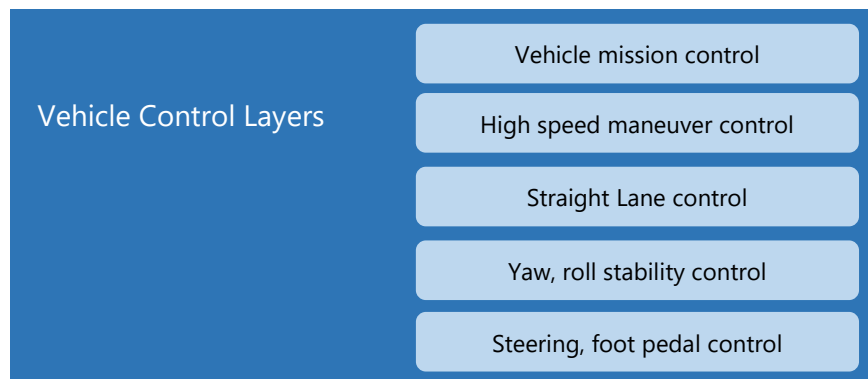 Vehicle Control Layers
Vehicle mission control
High speed maneuver control
Straight Lane control
Yaw, roll stability control
Steering, foot pedal control